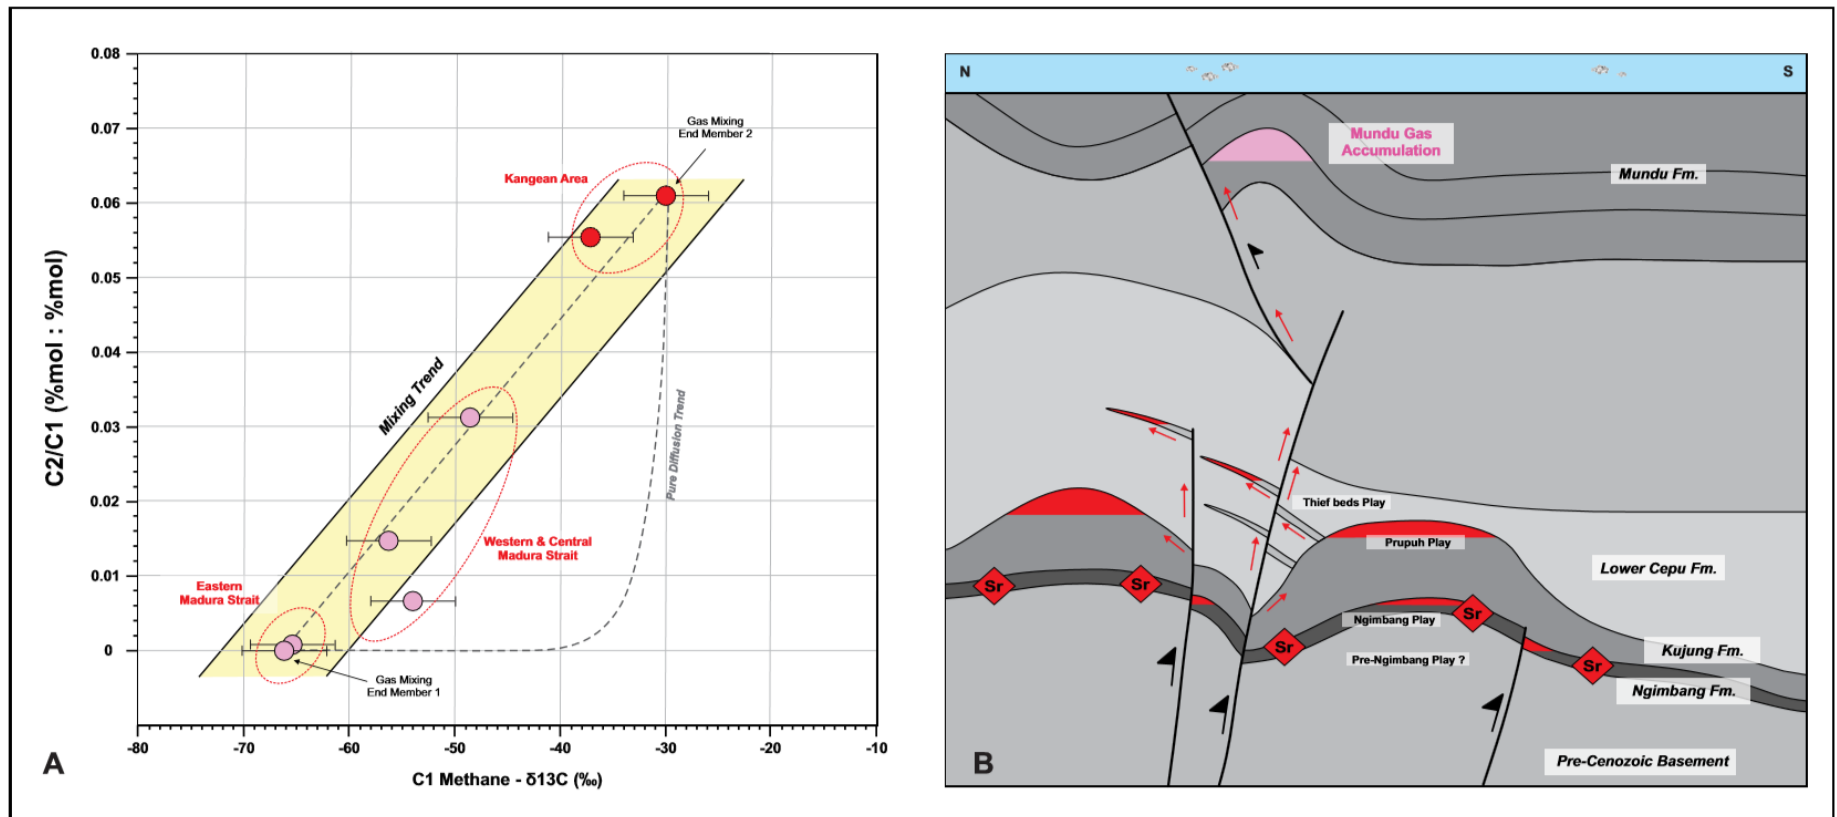 0.08
0.07
0.06
0.05
0.04
0.03
0.02
0.01
0
-80
-70
-60
-50
-40
-30
-20
-10
C2/C1 (%mol : %mol)
C1 Methane - δ13C (‰)
Gas Mixing
End Member 2
Kangean Area
Mixing Trend
Pure Diffusion Trend
Western & Central
Madura Strait
Eastern
Madura Strait
Gas Mixing
End Member 1
A
N
S
Mundu Gas
Accumulation
Mundu Fm.
Thief beds Play
Prupuh Play
Lower Cepu Fm.
Sr
Sr
Sr
Sr
Sr
Ngimbang Play
Pre-Ngimbang Play ?
Kujung Fm.
Ngimbang Fm.
Pre-Cenozoic Basement
B